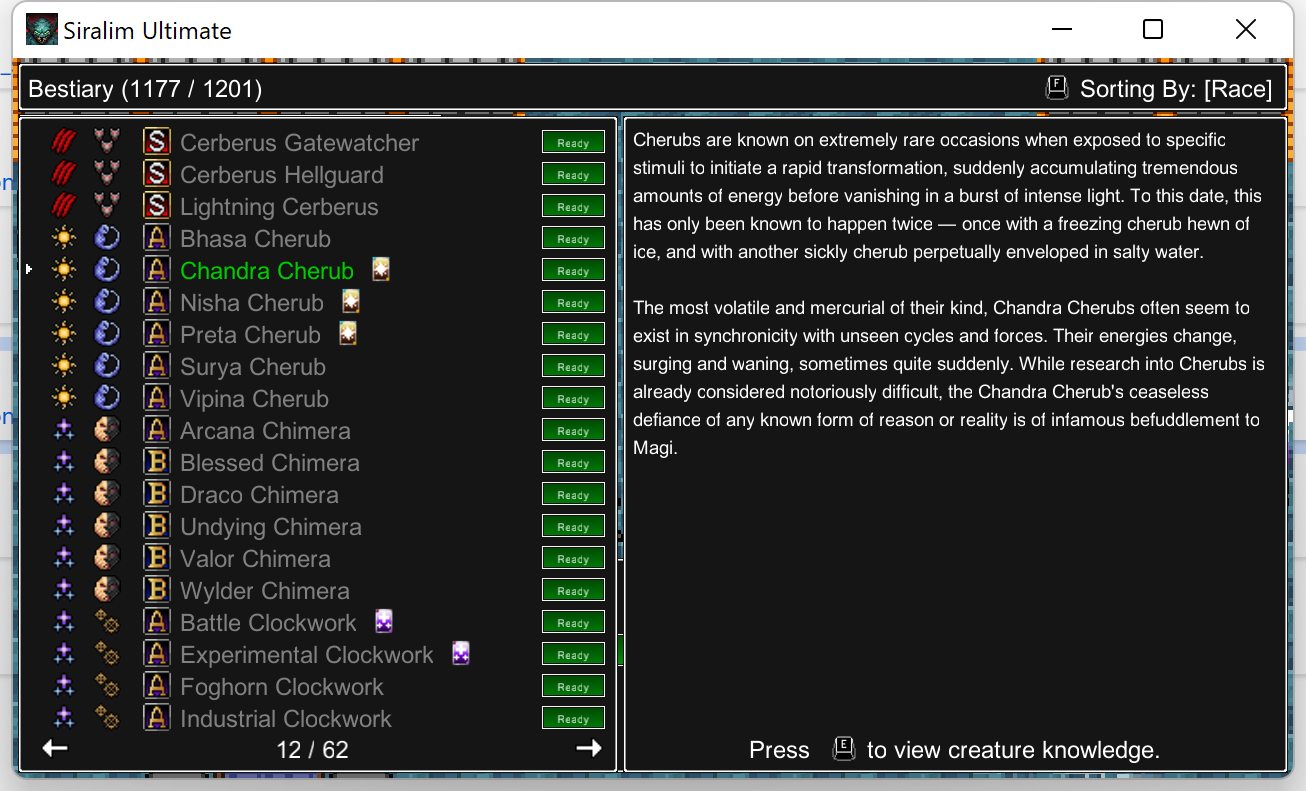 Siralim Ultimate
Bestiary (1177 / 1201)
F Sorting By: [Race]
S Cerberus Gatewatcher Ready
S Cerberus Hellguard Ready
S Lightning Cerberus Ready
A Bhasa Cherub Ready
A Chandra Cherub Ready
A Nisha Cherub Ready
A Preta Cherub Ready
A Surya Cherub Ready
A Vipina Cherub Ready
A Arcana Chimera Ready
B Blessed Chimera Ready
B Draco Chimera Ready
B Undying Chimera Ready
B Valor Chimera Ready
B Wylder Chimera Ready
A Battle Clockwork Ready
A Experimental Clockwork Ready
A Foghorn Clockwork Ready
A Industrial Clockwork Ready
12 / 62
Cherubs are known on extremely rare occasions when exposed to specific
stimuli to initiate a rapid transformation, suddenly accumulating tremendous
amounts of energy before vanishing in a burst of intense light. To this date, this
has only been known to happen twice — once with a freezing cherub hewn of
ice, and with another sickly cherub perpetually enveloped in salty water.
The most volatile and mercurial of their kind, Chandra Cherubs often seem to
exist in synchronicity with unseen cycles and forces. Their energies change,
surging and waning, sometimes quite suddenly. While research into Cherubs is
already considered notoriously difficult, the Chandra Cherub's ceaseless
defiance of any known form of reason or reality is of infamous befuddlement to
Magi.
Press E to view creature knowledge.